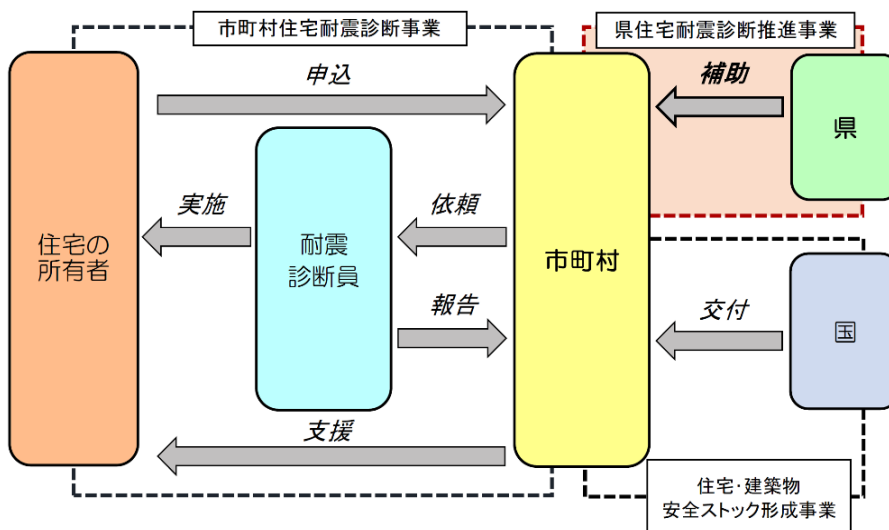 市町村住宅耐震診断事業
県住宅耐震診断推進事業
申込
補助
県
実施
依頼
住宅の
所有者
耐震
診断員
市町村
報告
交付
国
支援
住宅・建築物
安全ストック形成事業